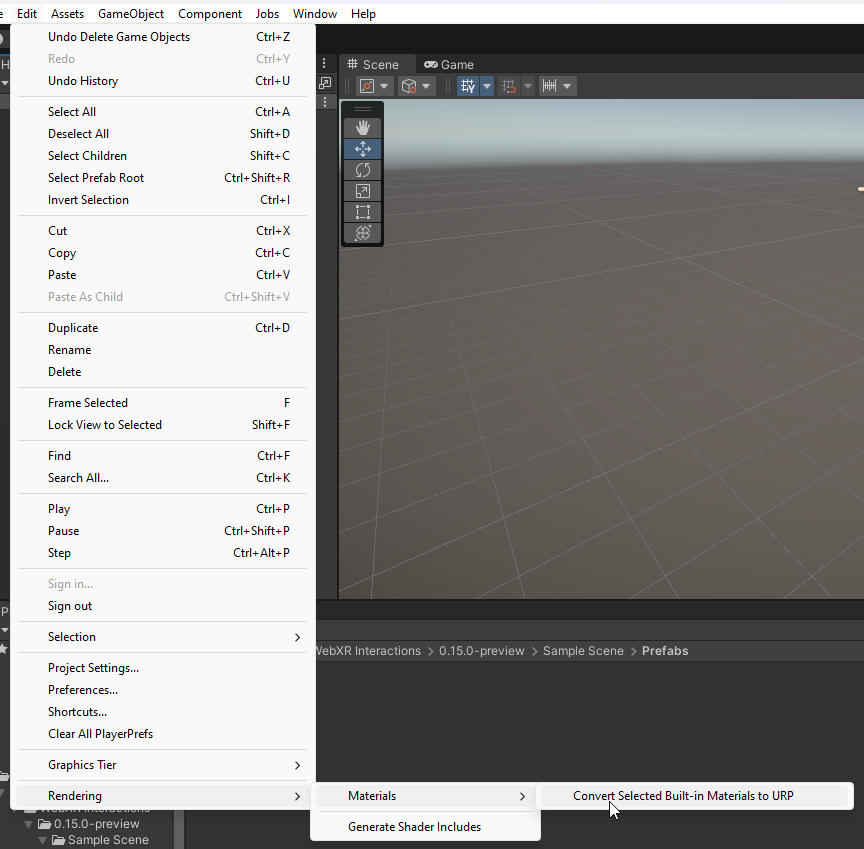 Edit Assets GameObject Component Jobs Window Help
Undo Delete Game Objects Ctrl+Z
Redo Ctrl+Y
Undo History Ctrl+U
Select All Ctrl+A
Deselect All Shift+D
Select Children Shift+C
Select Prefab Root Ctrl+Shift+R
Invert Selection Ctrl+I
Cut Ctrl+X
Copy Ctrl+C
Paste Ctrl+V
Paste As Child Ctrl+Shift+V
Duplicate Ctrl+D
Rename
Delete
Frame Selected F
Lock View to Selected Shift+F
Find Ctrl+F
Search All... Ctrl+K
Play Ctrl+P
Pause Ctrl+Shift+P
Step Ctrl+Alt+P
Sign in...
Sign out
Selection
Project Settings...
Preferences...
Shortcuts...
Clear All PlayerPrefs
Graphics Tier
Rendering
Materials
Generate Shader Includes
Convert Selected Built-in Materials to URP
Scene Game
WebXR Interactions > 0.15.0-preview > Sample Scene > Prefabs
WebXR Interactions
0.15.0-preview
Sample Scene